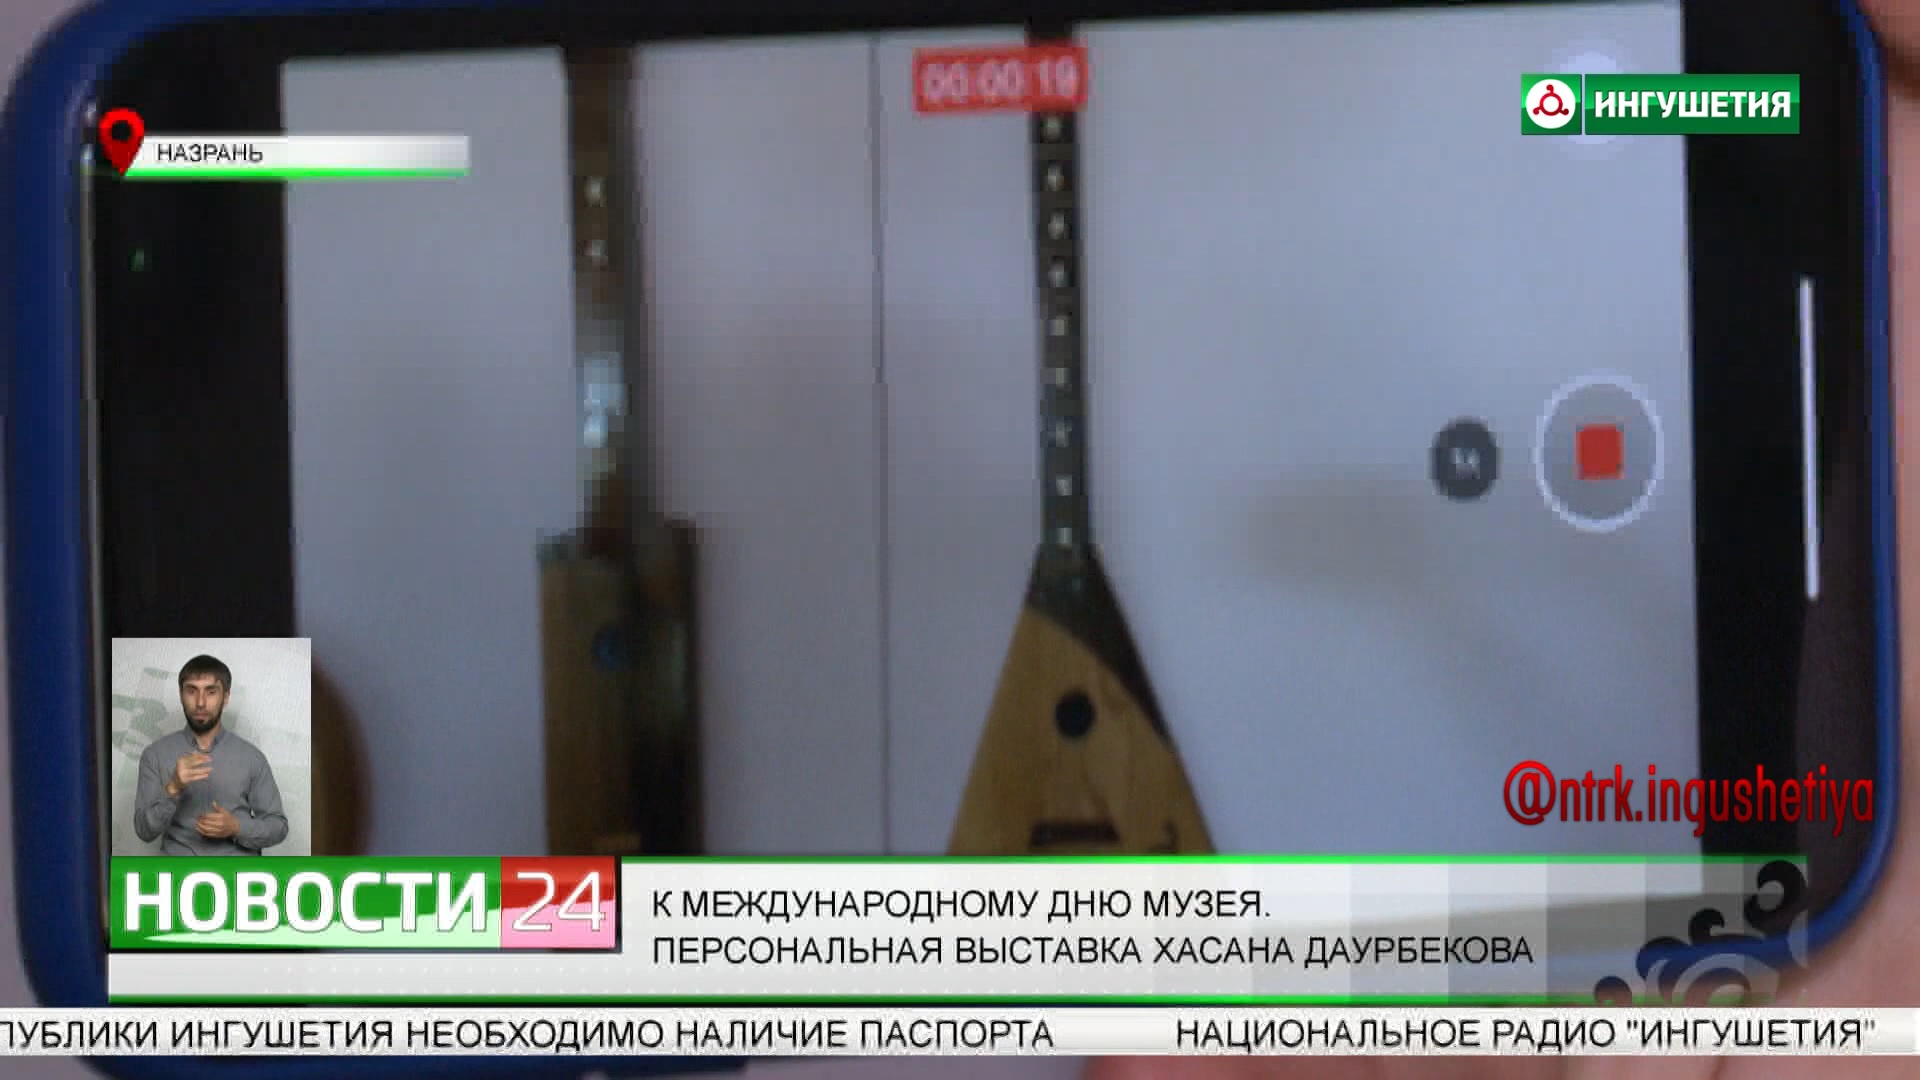 00:00:19
ИНГУШЕТИЯ
НАЗРАНЬ
@ntrk.ingushetiya
НОВОСТИ 24
К МЕЖДУНАРОДНОМУ ДНЮ МУЗЕЯ.
ПЕРСОНАЛЬНАЯ ВЫСТАВКА ХАСАНА ДАУРБЕКОВА
ПУБЛИКИ ИНГУШЕТИЯ НЕОБХОДИМО НАЛИЧИЕ ПАСПОРТА НАЦИОНАЛЬНОЕ РАДИО "ИНГУШЕТИЯ"